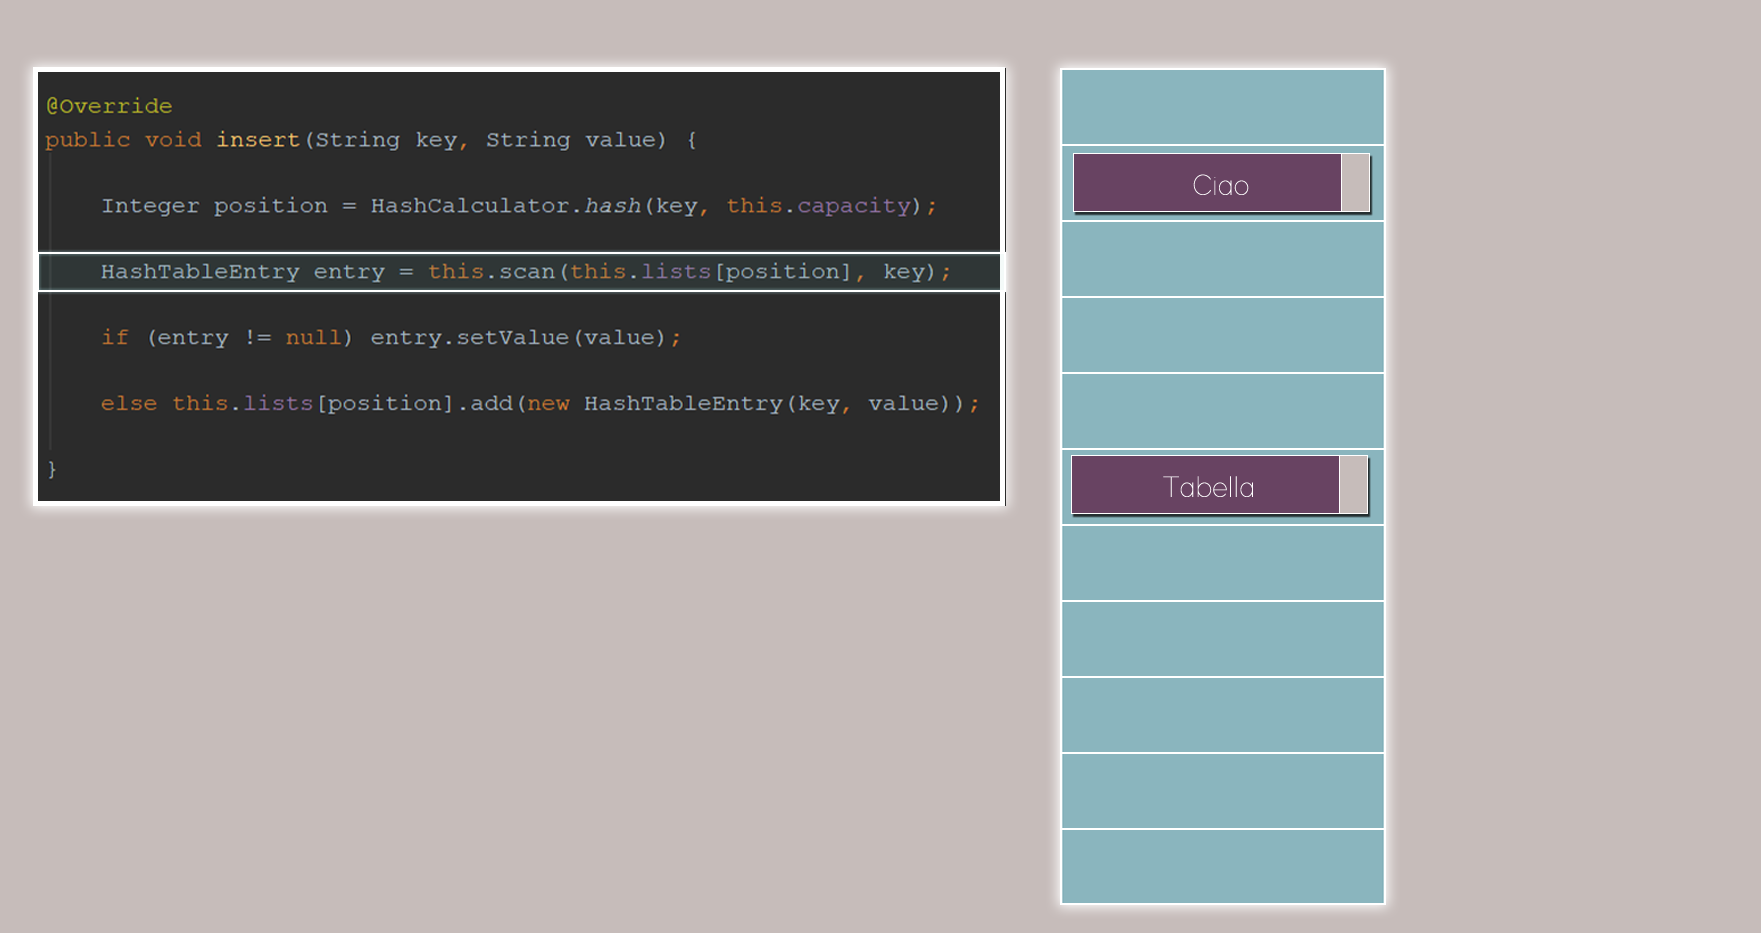 @Override
public void insert(String key, String value) {
Integer position = HashCalculator.hash(key, this.capacity);
HashTableEntry entry = this.scan(this.lists[position], key);
if (entry != null) entry.setValue(value);
else this.lists[position].add(new HashTableEntry(key, value));
}
Ciao
Tabella